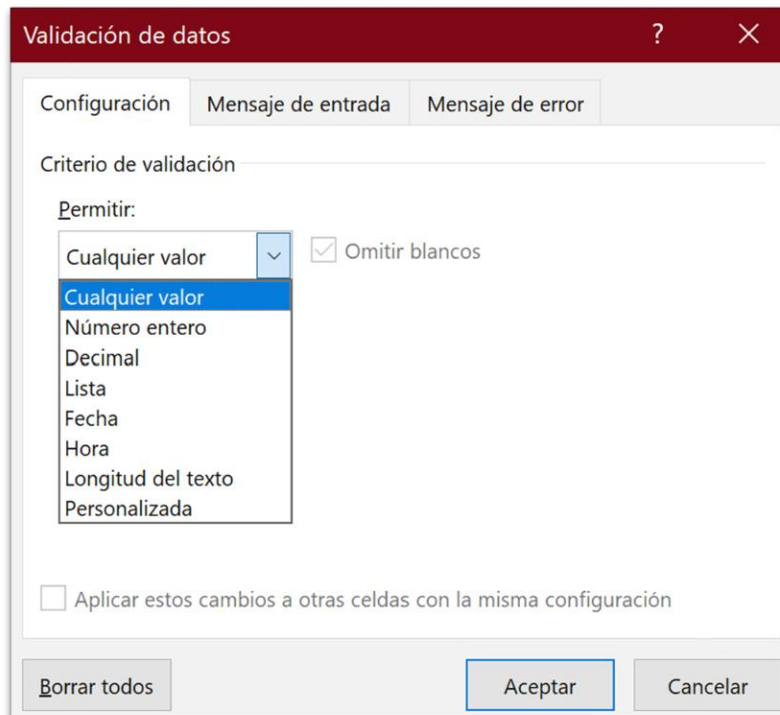 Validación de datos ?
Configuración Mensaje de entrada Mensaje de error
Criterio de validación
Permitir:
Cualquier valor Omitir blancos
Cualquier valor
Número entero
Decimal
Lista
Fecha
Hora
Longitud del texto
Personalizada
Aplicar estos cambios a otras celdas con la misma configuración
Borrar todos Aceptar Cancelar